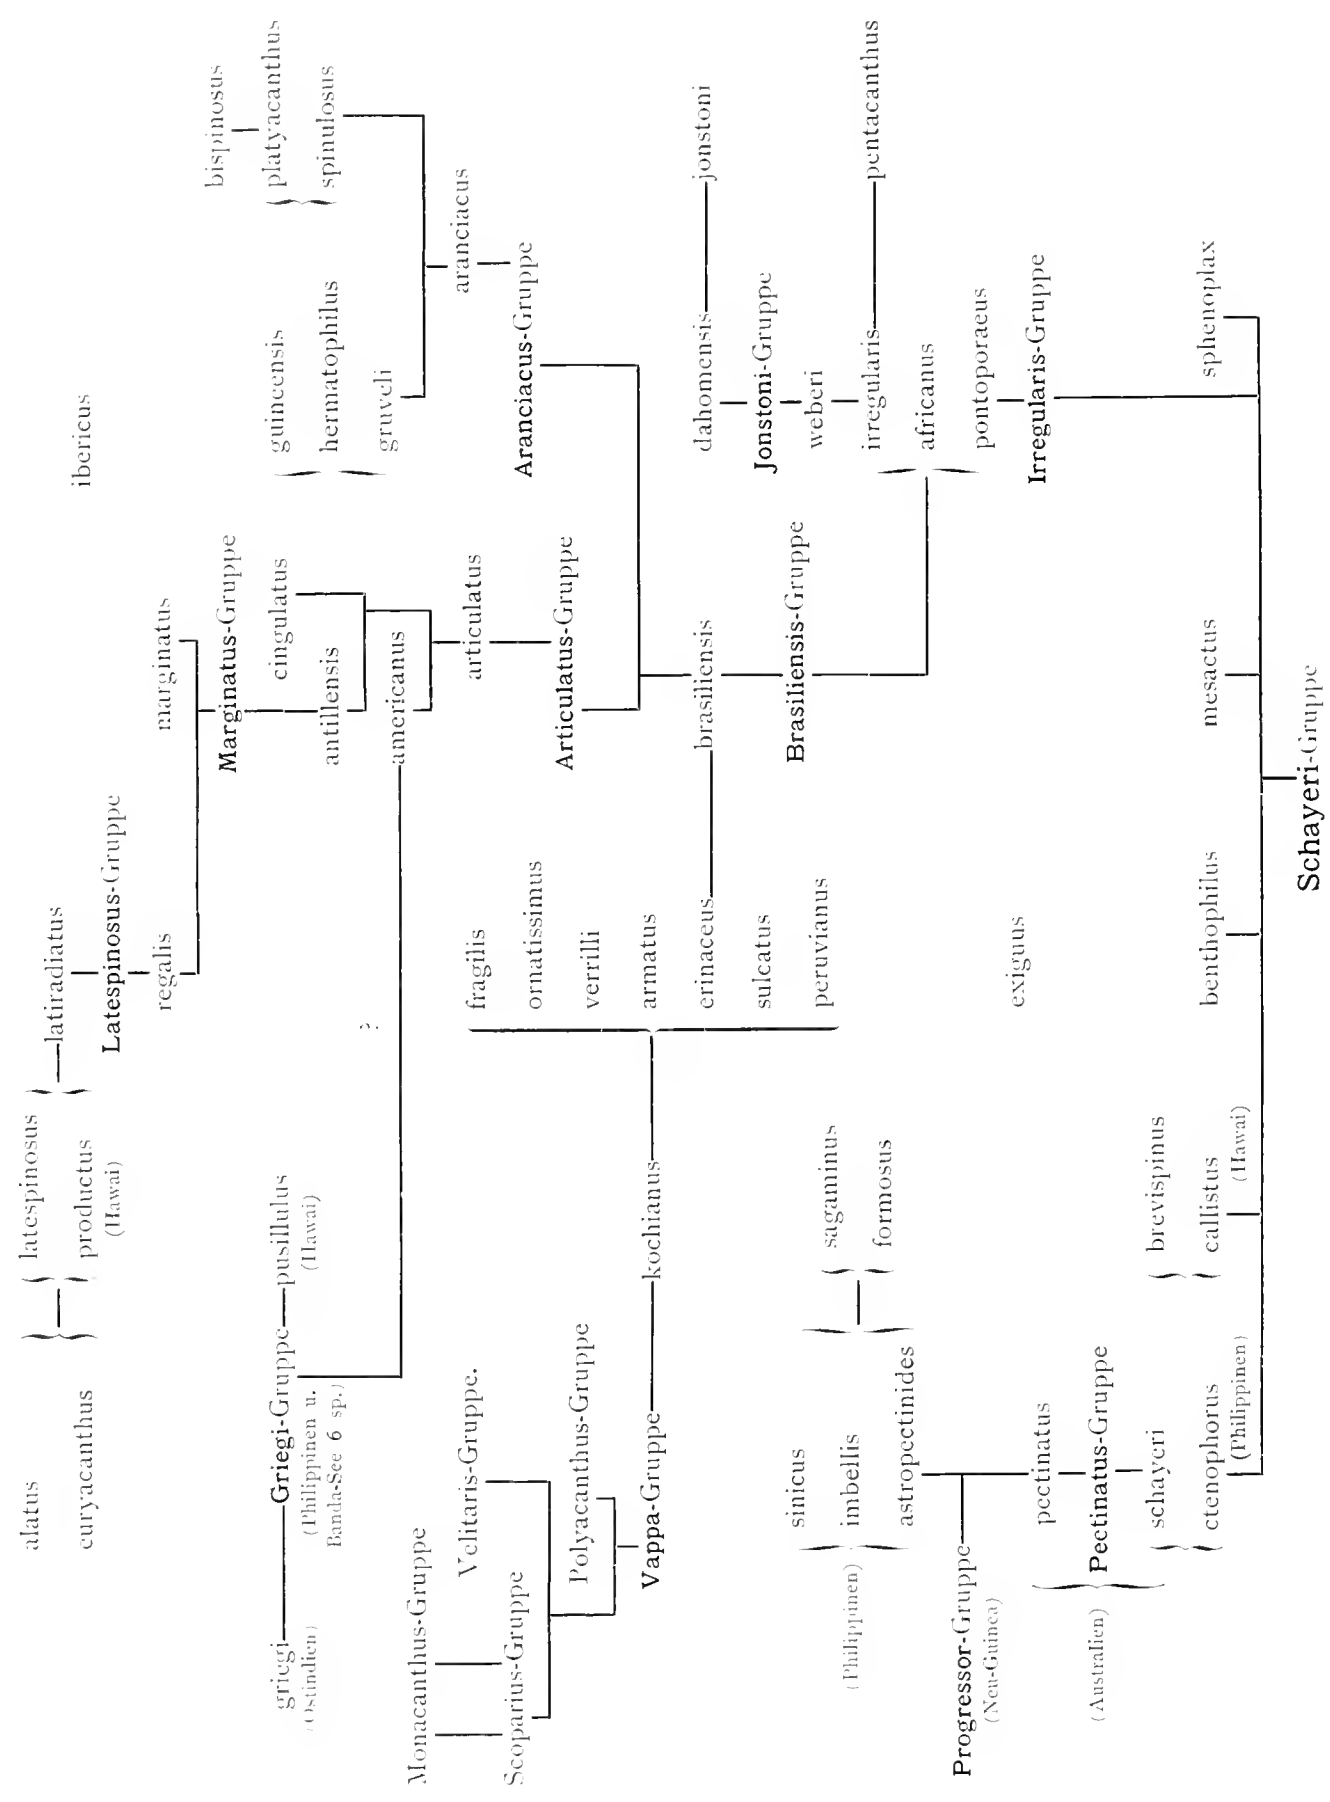 alatus latespinosus
latiradiatus
euryacanthus productus ibericus
(Hawai) Latespinosus-Gruppe
regalis marginatus
bispinosus
Marginatus-Gruppe
griegi Griegi-Gruppe pusillulus cingulatus guineensis platyacanthus
(Ostindien) (Philippinen u. (Hawai)
Banda-See 6 sp.) antillensis hermatophilus spinulosus
?
americanus gruveli
Monacanthus-Gruppe
Velitaris-Gruppe. fragilis articulatus aranciacus
Scoparius-Gruppe ornatissimus Aranciacus-Gruppe
Polyacanthus-Gruppe verrilli Articulatus-Gruppe
Vappa-Gruppe kochianus armatus
erinaceus brasiliensis dahomensis jonstoni
sulcatus Jonstoni-Gruppe
sinicus Brasiliensis-Gruppe
sagaminus peruvianus weberi
(Philippinen) imbellis
formosus irregularis pentacanthus
astropectinides africanus
Progressor-Gruppe pontoporaeus
(Neu-Guinea)
exiguus
pectinatus Irregularis-Gruppe
(Australien) Pectinatus-Gruppe
schayeri brevispinus
ctenophorus callistus benthophilus mesactus sphenoplax
(Philippinen) (Hawai)
Schayeri-Gruppe